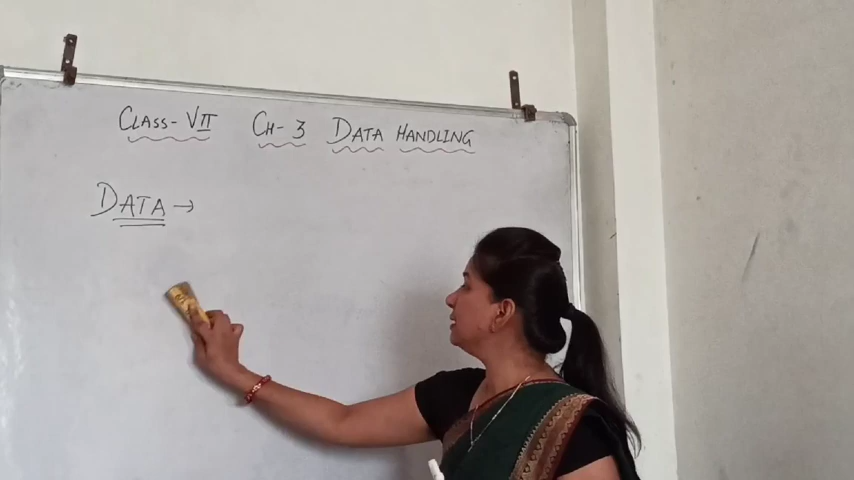 CLASS- VII CH- 3 DATA HANDLING
DATA →